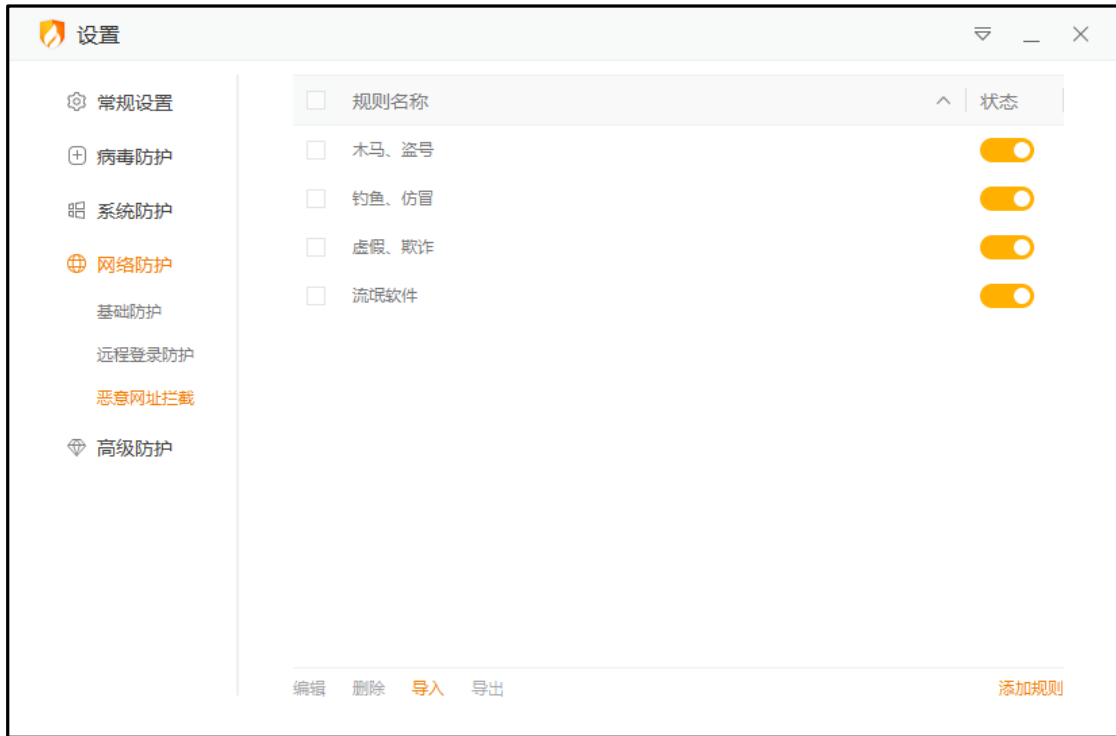 设置
常规设置
病毒防护
系统防护
网络防护
基础防护
远程登录防护
恶意网址拦截
高级防护
规则名称 状态
木马、盗号
钓鱼、仿冒
虚假、欺诈
流氓软件
编辑 删除 导入 导出 添加规则